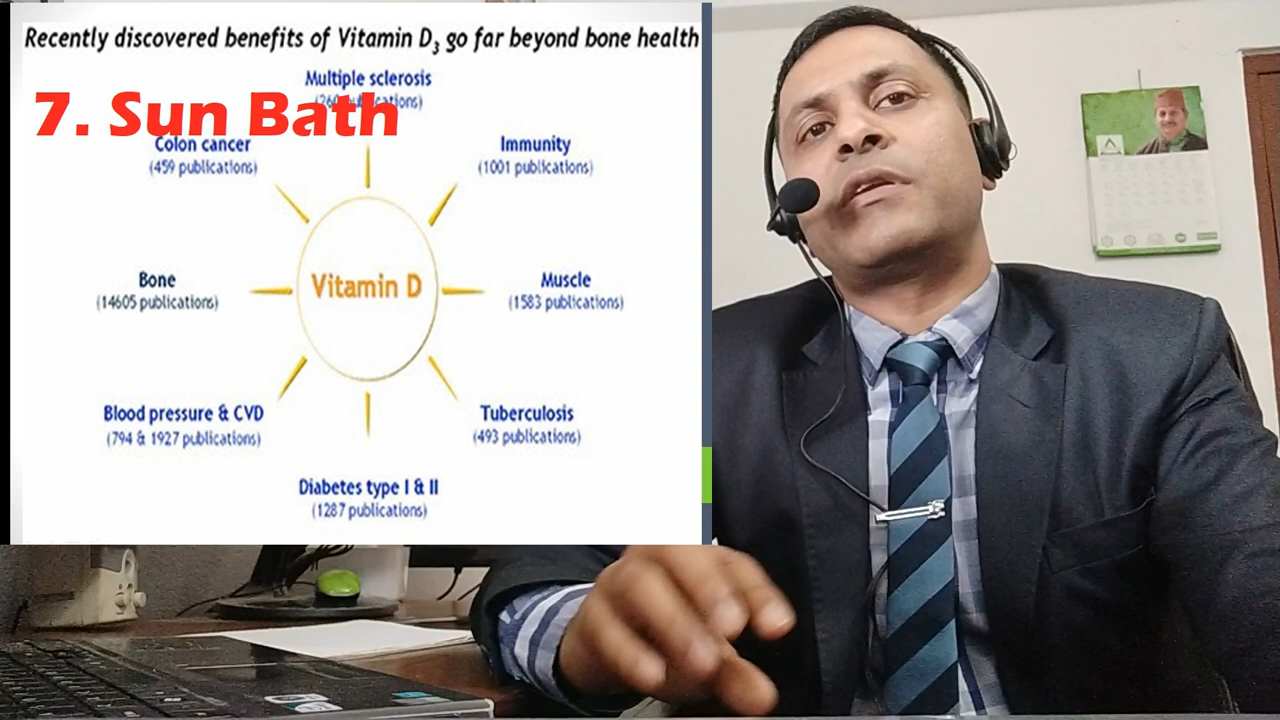 Recently discovered benefits of Vitamin D3 go far beyond bone health
Multiple sclerosis
7. Sun Bath
Colon cancer
(459 publications)
Immunity
(1001 publications)
Bone
(14605 publications)
Vitamin D
Muscle
(1583 publications)
Blood pressure & CVD
(794 & 1927 publications)
Tuberculosis
(493 publications)
Diabetes type I & II
(1287 publications)